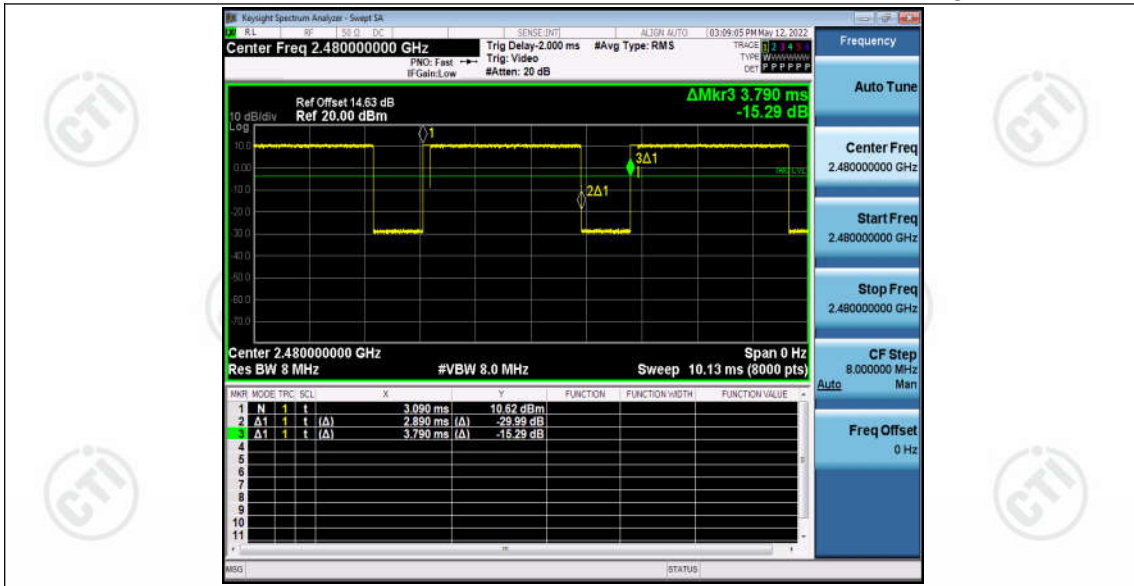 Keysight Spectrum Analyzer - Swept SA
RL RF 50 Ω DC SENSE:INT ALIGN AUTO 03:09:05 PM May 12, 2022
Center Freq 2.480000000 GHz
PNO: Fast
IFGain:Low
Trig Delay-2.000 ms
Trig: Video
#Atten: 20 dB
#Avg Type: RMS
TRACE 1 2 3 4 5 6
TYPE WWWWWW
DET P P P P P P
ΔMkr3 3.790 ms
-15.29 dB
Ref Offset 14.63 dB
10 dB/div Ref 20.00 dBm
Log
10.0
0.00
-10.0
-20.0
-30.0
-40.0
-50.0
-60.0
-70.0
1
2Δ1
3Δ1
TRIG LVL
Center 2.480000000 GHz Span 0 Hz
Res BW 8 MHz #VBW 8.0 MHz Sweep 10.13 ms (8000 pts)
MKR MODE TRC SCL X Y FUNCTION FUNCTION WIDTH FUNCTION VALUE
1 N 1 t 3.090 ms 10.62 dBm
2 Δ1 1 t (Δ) 2.890 ms (Δ) -29.99 dB
3 Δ1 1 t (Δ) 3.790 ms (Δ) -15.29 dB
4
5
6
7
8
9
10
11
MSG STATUS
Frequency
Auto Tune
Center Freq
2.480000000 GHz
Start Freq
2.480000000 GHz
Stop Freq
2.480000000 GHz
CF Step
8.000000 MHz
Auto Man
Freq Offset
0 Hz
CTI
CTI
CTI
CTI